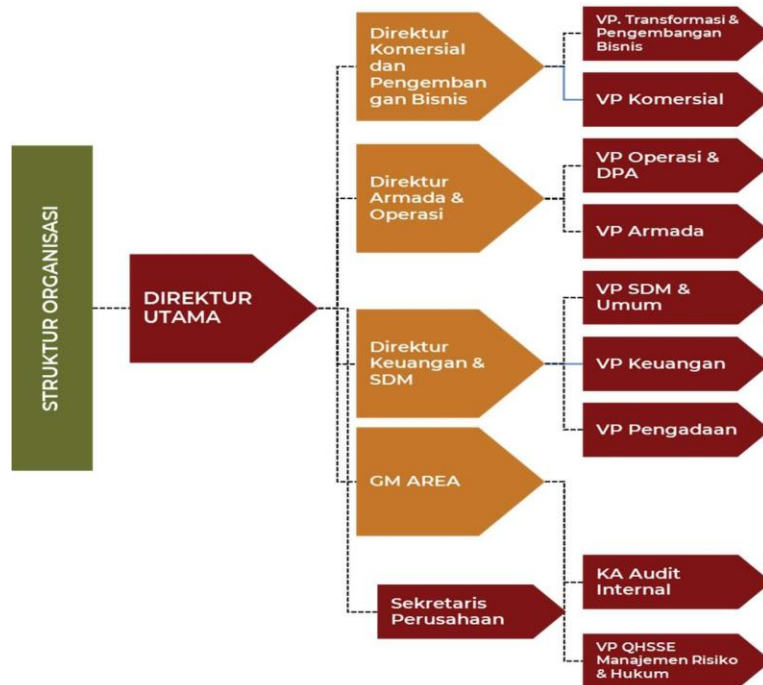 STRUKTUR ORGANISASI
DIREKTUR
UTAMA
Direktur
Komersial
dan
Pengemban
gan Bisnis
VP. Transformasi &
Pengembangan
Bisnis
VP Komersial
Direktur
Armada &
Operasi
VP Operasi &
DPA
VP Armada
Direktur
Keuangan &
SDM
VP SDM &
Umum
VP Keuangan
VP Pengadaan
GM AREA
Sekretaris
Perusahaan
KA Audit
Internal
VP QHSSE
Manajemen Risiko
& Hukum